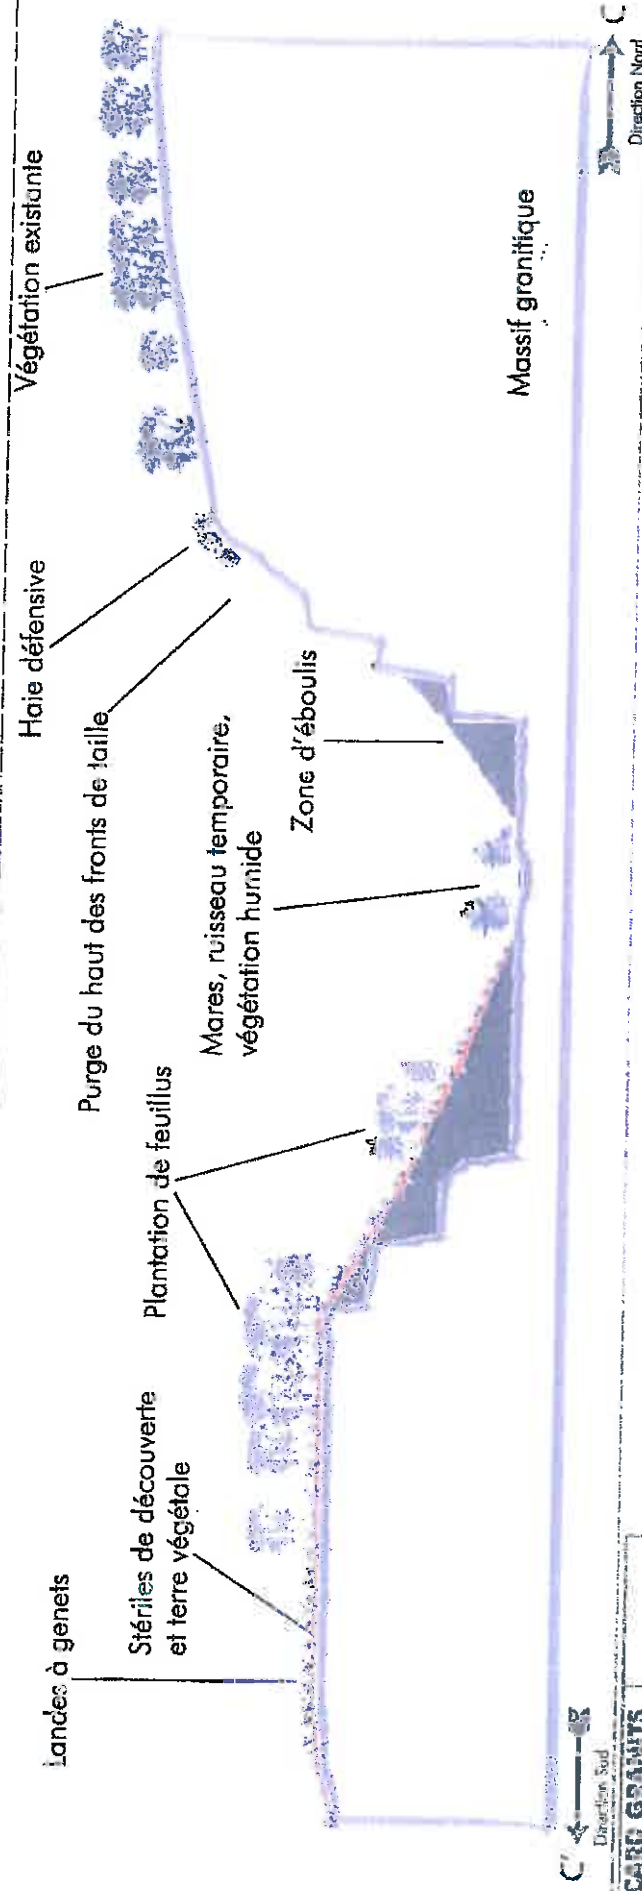 Végétation existante
Haie défensive
Purge du haut des fronts de taille
Mares, ruisseau temporaire,
végétation humide
Zone d'éboulis
Plantation de feuillus
Landes à genets
Stériles de découverte
et terre végétale
Massif granitique
C'
Direction Sud
C
Direction Nord
GRANITS